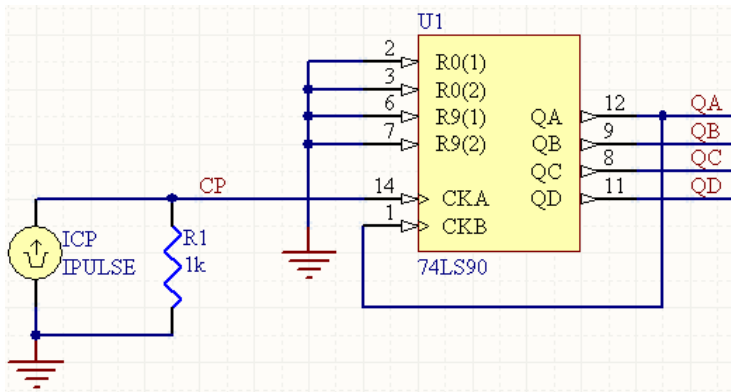 U1
2 R0(1)
3 R0(2)
6 R9(1)
7 R9(2)
QA 12 QA
QB 9 QB
QC 8 QC
QD 11 QD
CP 14 CKA
1 CKB
74LS90
ICP
IPULSE
R1
1k